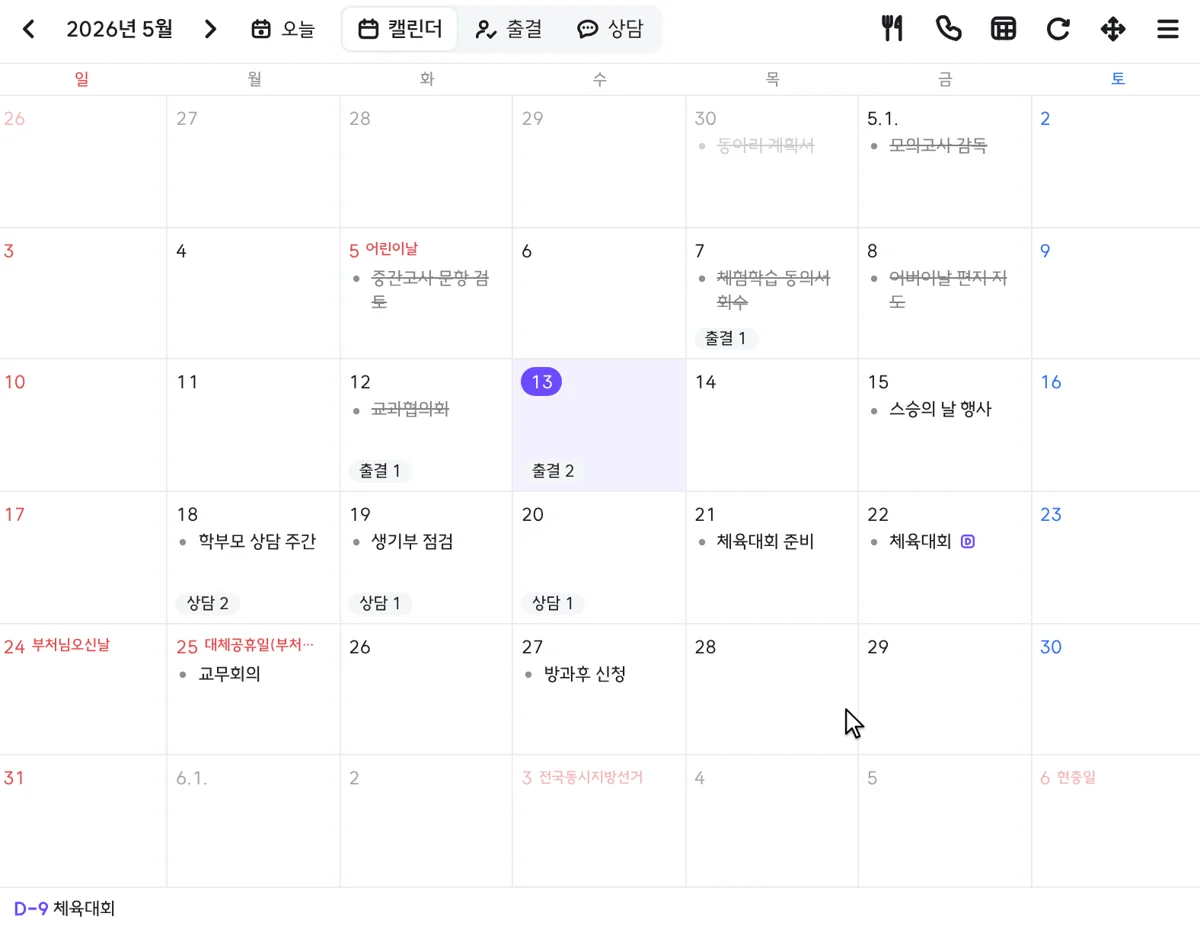 2026년 5월 오늘 캘린더 출결 상담
일 월 화 수 목 금 토
26 27 28 29 30 5.1. 2
동아리 계획서 모의고사 감독
3 4 5 어린이날 6 7 8 9
중간고사 문항 검 체험학습 동의서 어버이날 편지 지
토 회수 도
출결 1
10 11 12 13 14 15 16
교과협의회 스승의 날 행사
출결 1 출결 2
17 18 19 20 21 22 23
학부모 상담 주간 생기부 점검 체육대회 준비 체육대회 D
상담 2 상담 1 상담 1
24 부처님오신날 25 대체공휴일(부처… 26 27 28 29 30
교무회의 방과후 신청
31 6.1. 2 3 전국동시지방선거 4 5 6 현충일
D-9 체육대회